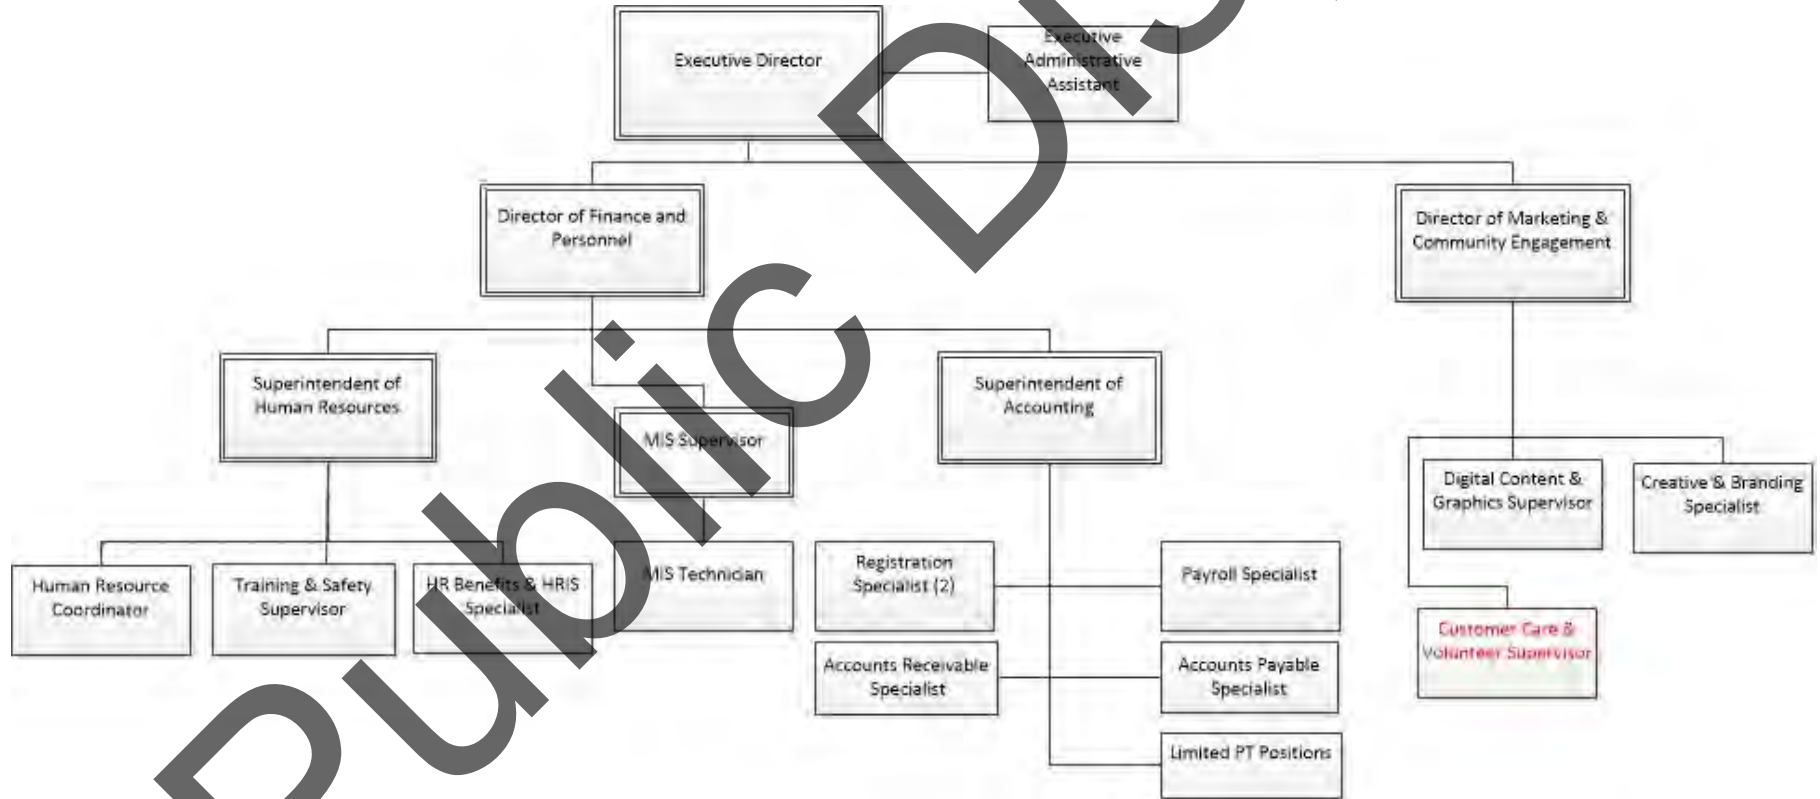 Executive Director
Executive
Administrative
Assistant
Director of Finance and
Personnel
Director of Marketing &
Community Engagement
Superintendent of
Human Resources
MIS Supervisor
Superintendent of
Accounting
Digital Content &
Graphics Supervisor
Creative & Branding
Specialist
Human Resource
Coordinator
Training & Safety
Supervisor
HR Benefits & HRIS
Specialist
MIS Technician
Registration
Specialist (2)
Payroll Specialist
Accounts Receivable
Specialist
Accounts Payable
Specialist
Limited PT Positions
Customer Care &
Volunteer Supervisor
Public